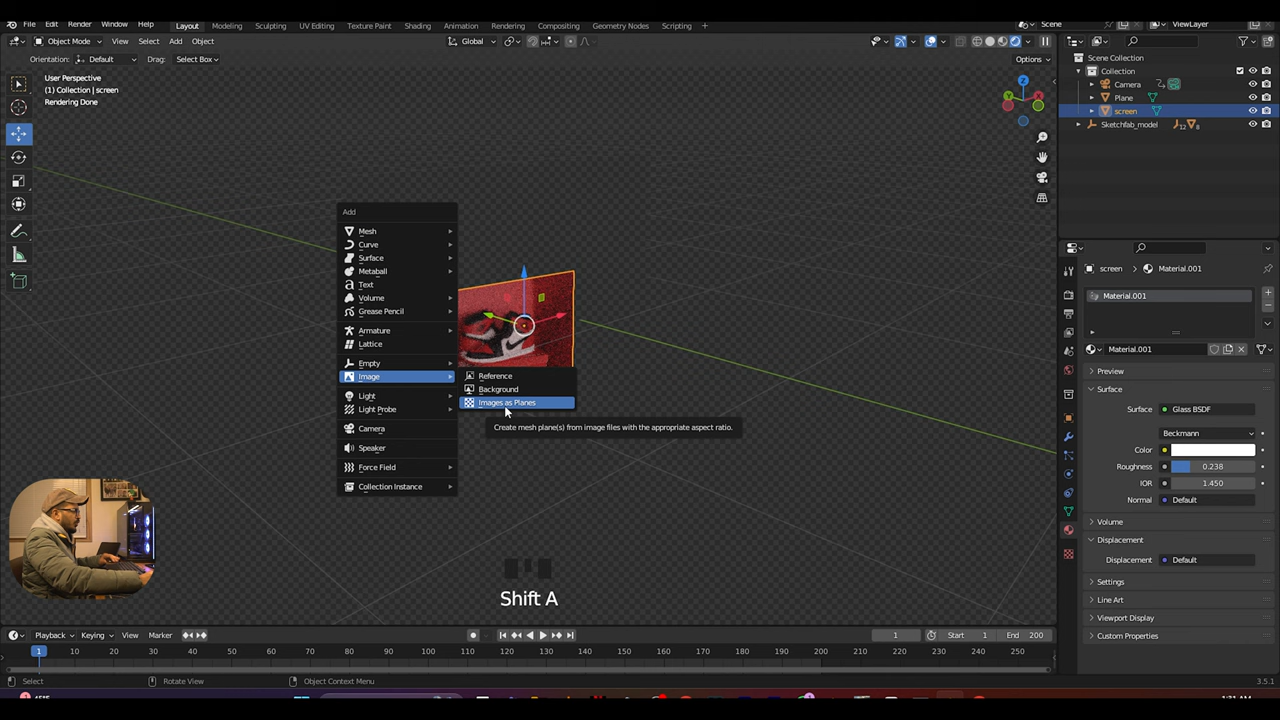 File Edit Render Window Help Layout Modeling Sculpting UV Editing Texture Paint Shading Animation Rendering Compositing Geometry Nodes Scripting + Scene ViewLayer
Object Mode View Select Add Object Global Options
Orientation: Default Drag: Select Box
User Perspective
(1) Collection | screen
Rendering Done
Scene Collection
Collection
Camera
Plane
screen
Sketchfab_model 12 8
Add
Mesh
Curve
Surface
Metaball
Text
Volume
Grease Pencil
Armature
Lattice
Empty
Image
Light
Light Probe
Camera
Speaker
Force Field
Collection Instance
Reference
Background
Images as Planes
Create mesh plane(s) from image files with the appropriate aspect ratio.
Shift A
screen Material.001
Material.001
Material.001
Preview
Surface
Surface Glass BSDF
Beckmann
Color
Roughness 0.238
IOR 1.450
Normal Default
Volume
Displacement
Displacement Default
Settings
Line Art
Viewport Display
Custom Properties
Playback Keying View Marker 1 Start 1 End 200
1 10 20 30 40 50 60 70 80 90 100 110 120 130 140 150 160 170 180 190 200 210 220 230 240 250
Select Rotate View Object Context Menu 3.5.1
1:31 AM